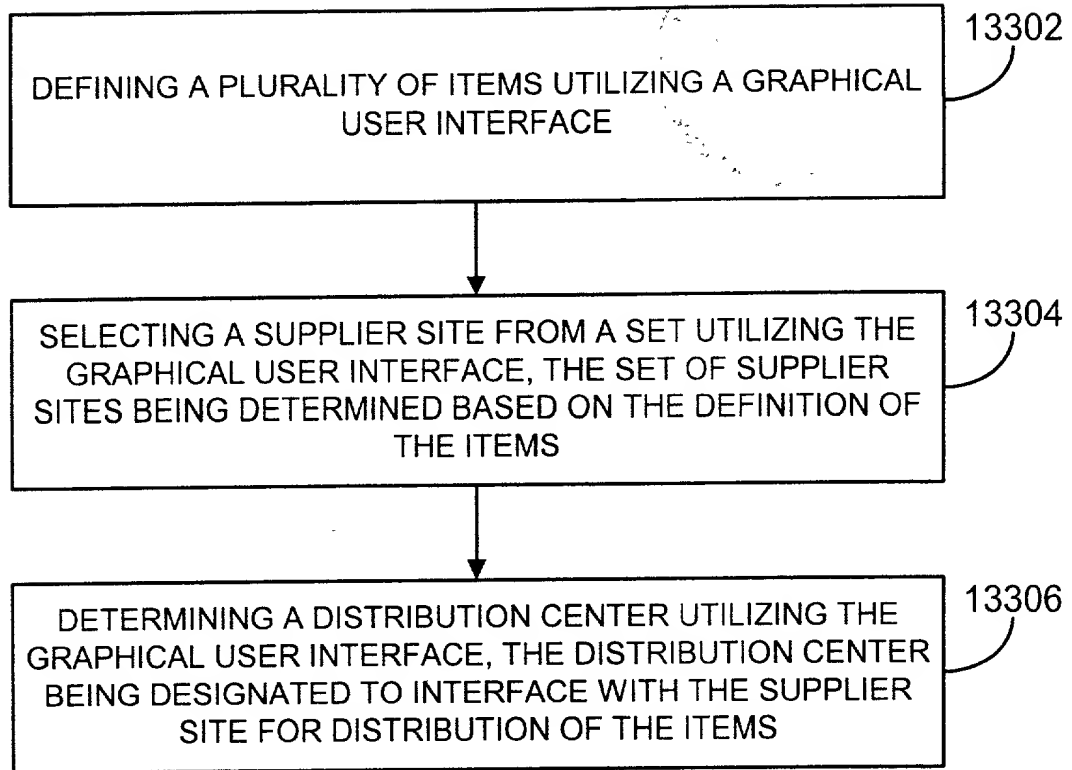 13302
DEFINING A PLURALITY OF ITEMS UTILIZING A GRAPHICAL
USER INTERFACE
13304
SELECTING A SUPPLIER SITE FROM A SET UTILIZING THE
GRAPHICAL USER INTERFACE, THE SET OF SUPPLIER
SITES BEING DETERMINED BASED ON THE DEFINITION OF
THE ITEMS
13306
DETERMINING A DISTRIBUTION CENTER UTILIZING THE
GRAPHICAL USER INTERFACE, THE DISTRIBUTION CENTER
BEING DESIGNATED TO INTERFACE WITH THE SUPPLIER
SITE FOR DISTRIBUTION OF THE ITEMS